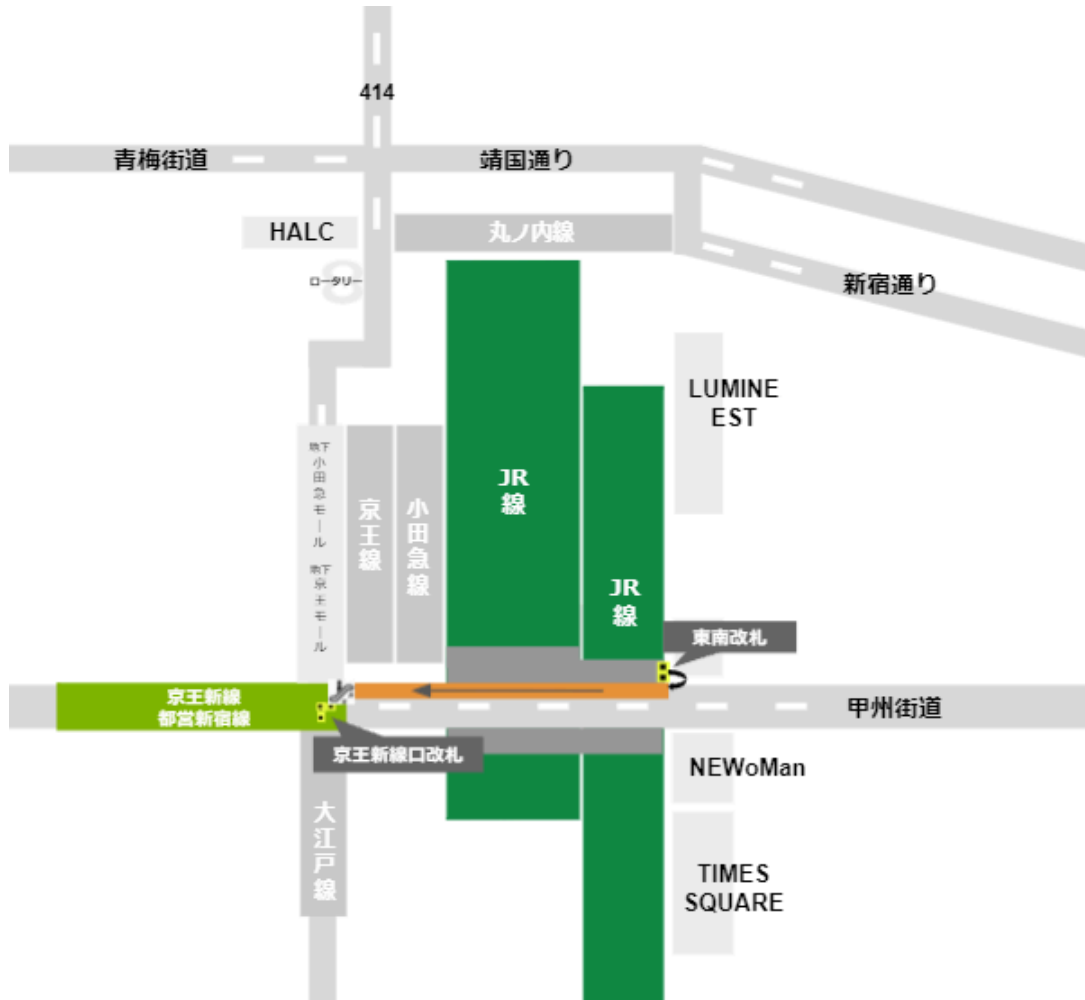 414
青梅街道
靖国通り
HALC
丸ノ内線
ロータリー
新宿通り
LUMINE
EST
地下
小田急モール
地下
京王モール
京王線
小田急線
JR
線
JR
線
東南改札
京王新線
都営新宿線
甲州街道
京王新線口改札
NEWoMan
大江戸線
TIMES
SQUARE